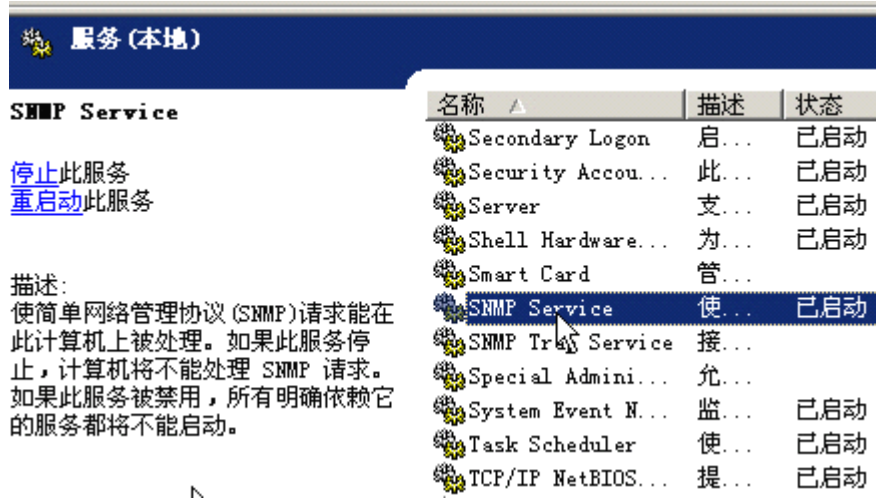 服务(本地)
SNMP Service
停止此服务
重启动此服务
描述:
使简单网络管理协议(SNMP)请求能在
此计算机上被处理。如果此服务停
止，计算机将不能处理 SNMP 请求。
如果此服务被禁用，所有明确依赖它
的服务都将不能启动。
名称 描述 状态
Secondary Logon 启... 已启动
Security Accou... 此... 已启动
Server 支... 已启动
Shell Hardware... 为... 已启动
Smart Card 管...
SNMP Service 使... 已启动
SNMP Trap Service 接...
Special Admini... 允...
System Event N... 监... 已启动
Task Scheduler 使... 已启动
TCP/IP NetBIOS... 提... 已启动